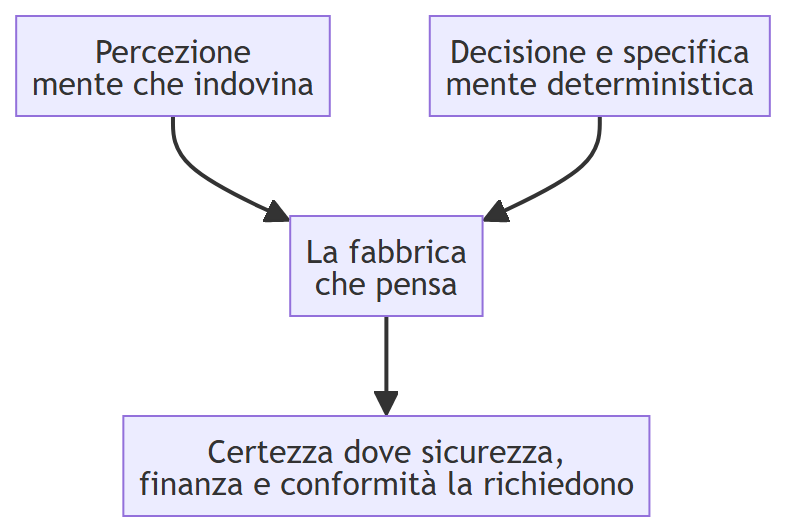 Percezione
mente che indovina
Decisione e specifica
mente deterministica
La fabbrica
che pensa
Certezza dove sicurezza,
finanza e conformità la richiedono